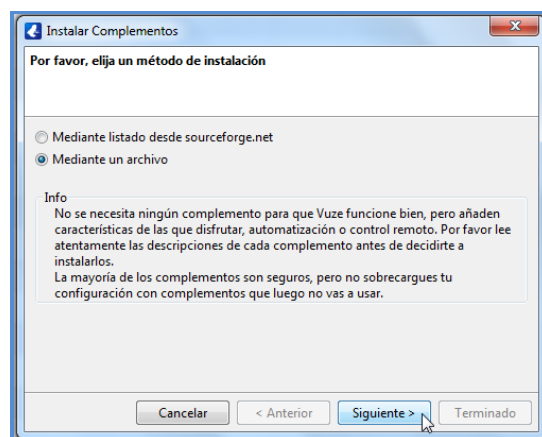 Instalar Complementos
Por favor, elija un método de instalación
Mediante listado desde sourceforge.net
Mediante un archivo
Info
No se necesita ningún complemento para que Vuze funcione bien, pero añaden
características de las que disfrutar, automatización o control remoto. Por favor lee
atentamente las descripciones de cada complemento antes de decidirte a
instalarlos.
La mayoría de los complementos son seguros, pero no sobrecargues tu
configuración con complementos que luego no vas a usar.
Cancelar < Anterior Siguiente > Terminado